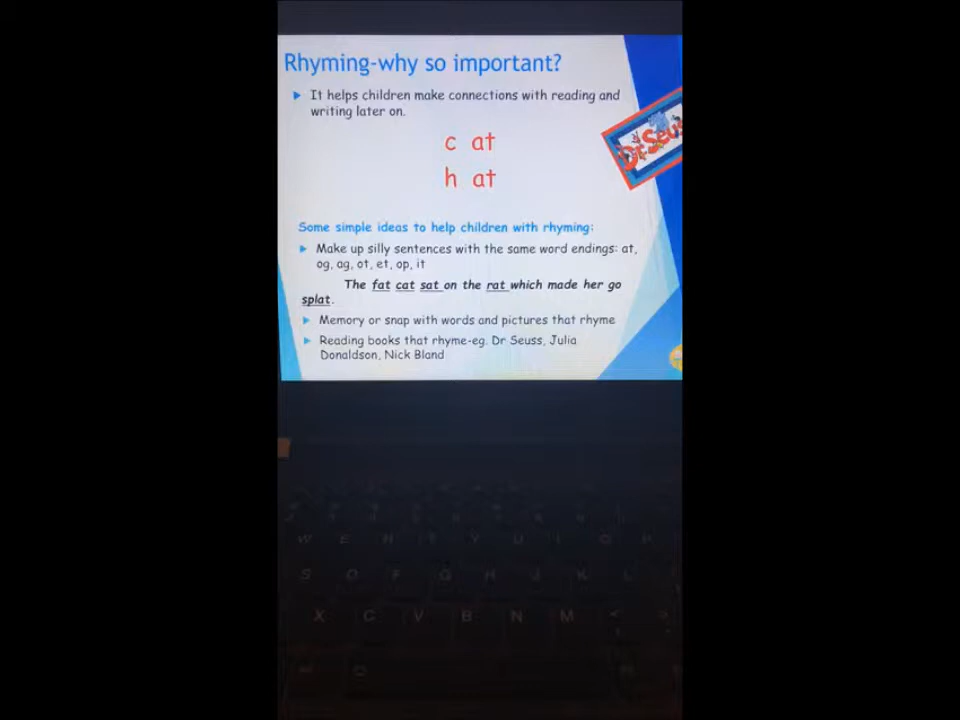 Rhyming-why so important?
It helps children make connections with reading and
writing later on.
c at
h at
Dr. Seuss
Some simple ideas to help children with rhyming:
Make up silly sentences with the same word endings: at,
og, ag, ot, et, op, it
The fat cat sat on the rat which made her go
splat.
Memory or snap with words and pictures that rhyme
Reading books that rhyme-eg. Dr Seuss, Julia
Donaldson, Nick Bland
X C V B N M